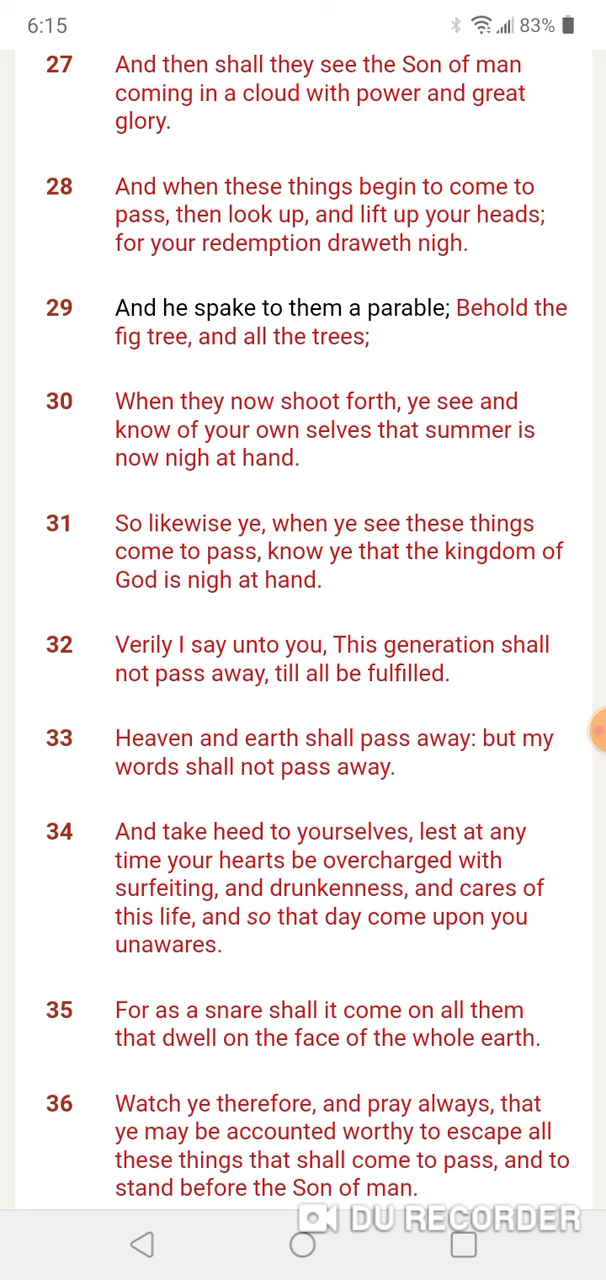 6:15 83%
27 And then shall they see the Son of man
coming in a cloud with power and great
glory.
28 And when these things begin to come to
pass, then look up, and lift up your heads;
for your redemption draweth nigh.
29 And he spake to them a parable; Behold the
fig tree, and all the trees;
30 When they now shoot forth, ye see and
know of your own selves that summer is
now nigh at hand.
31 So likewise ye, when ye see these things
come to pass, know ye that the kingdom of
God is nigh at hand.
32 Verily I say unto you, This generation shall
not pass away, till all be fulfilled.
33 Heaven and earth shall pass away: but my
words shall not pass away.
34 And take heed to yourselves, lest at any
time your hearts be overcharged with
surfeiting, and drunkenness, and cares of
this life, and so that day come upon you
unawares.
35 For as a snare shall it come on all them
that dwell on the face of the whole earth.
36 Watch ye therefore, and pray always, that
ye may be accounted worthy to escape all
these things that shall come to pass, and to
stand before the Son of man.
DU RECORDER